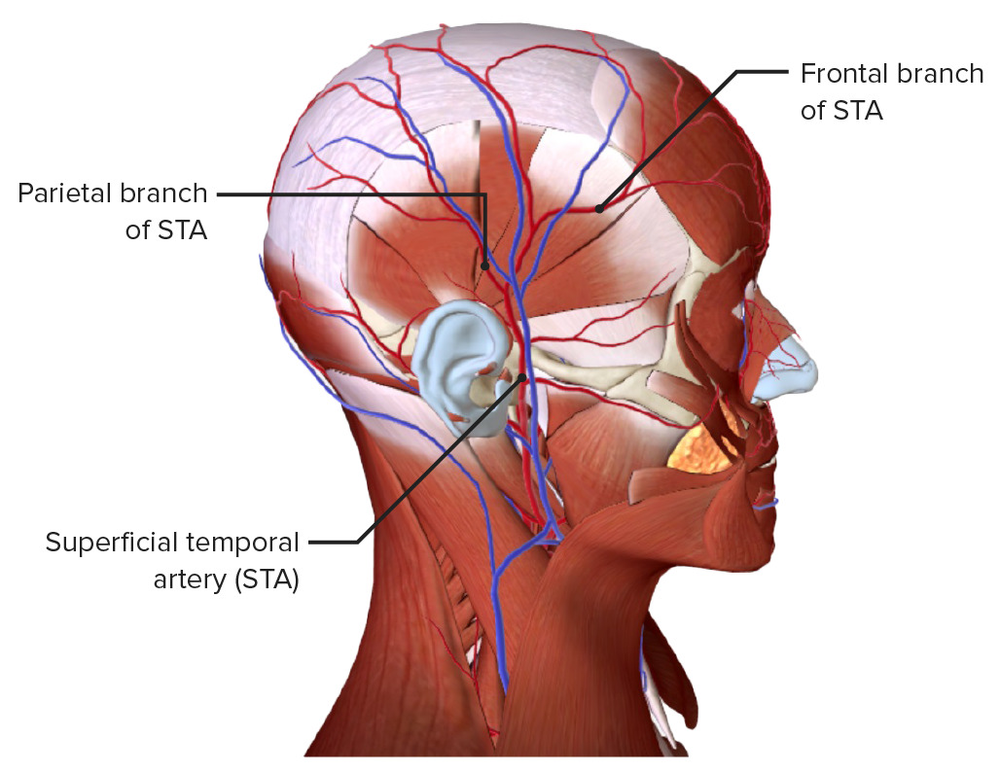 Frontal branch
of STA
Parietal branch
of STA
Superficial temporal
artery (STA)